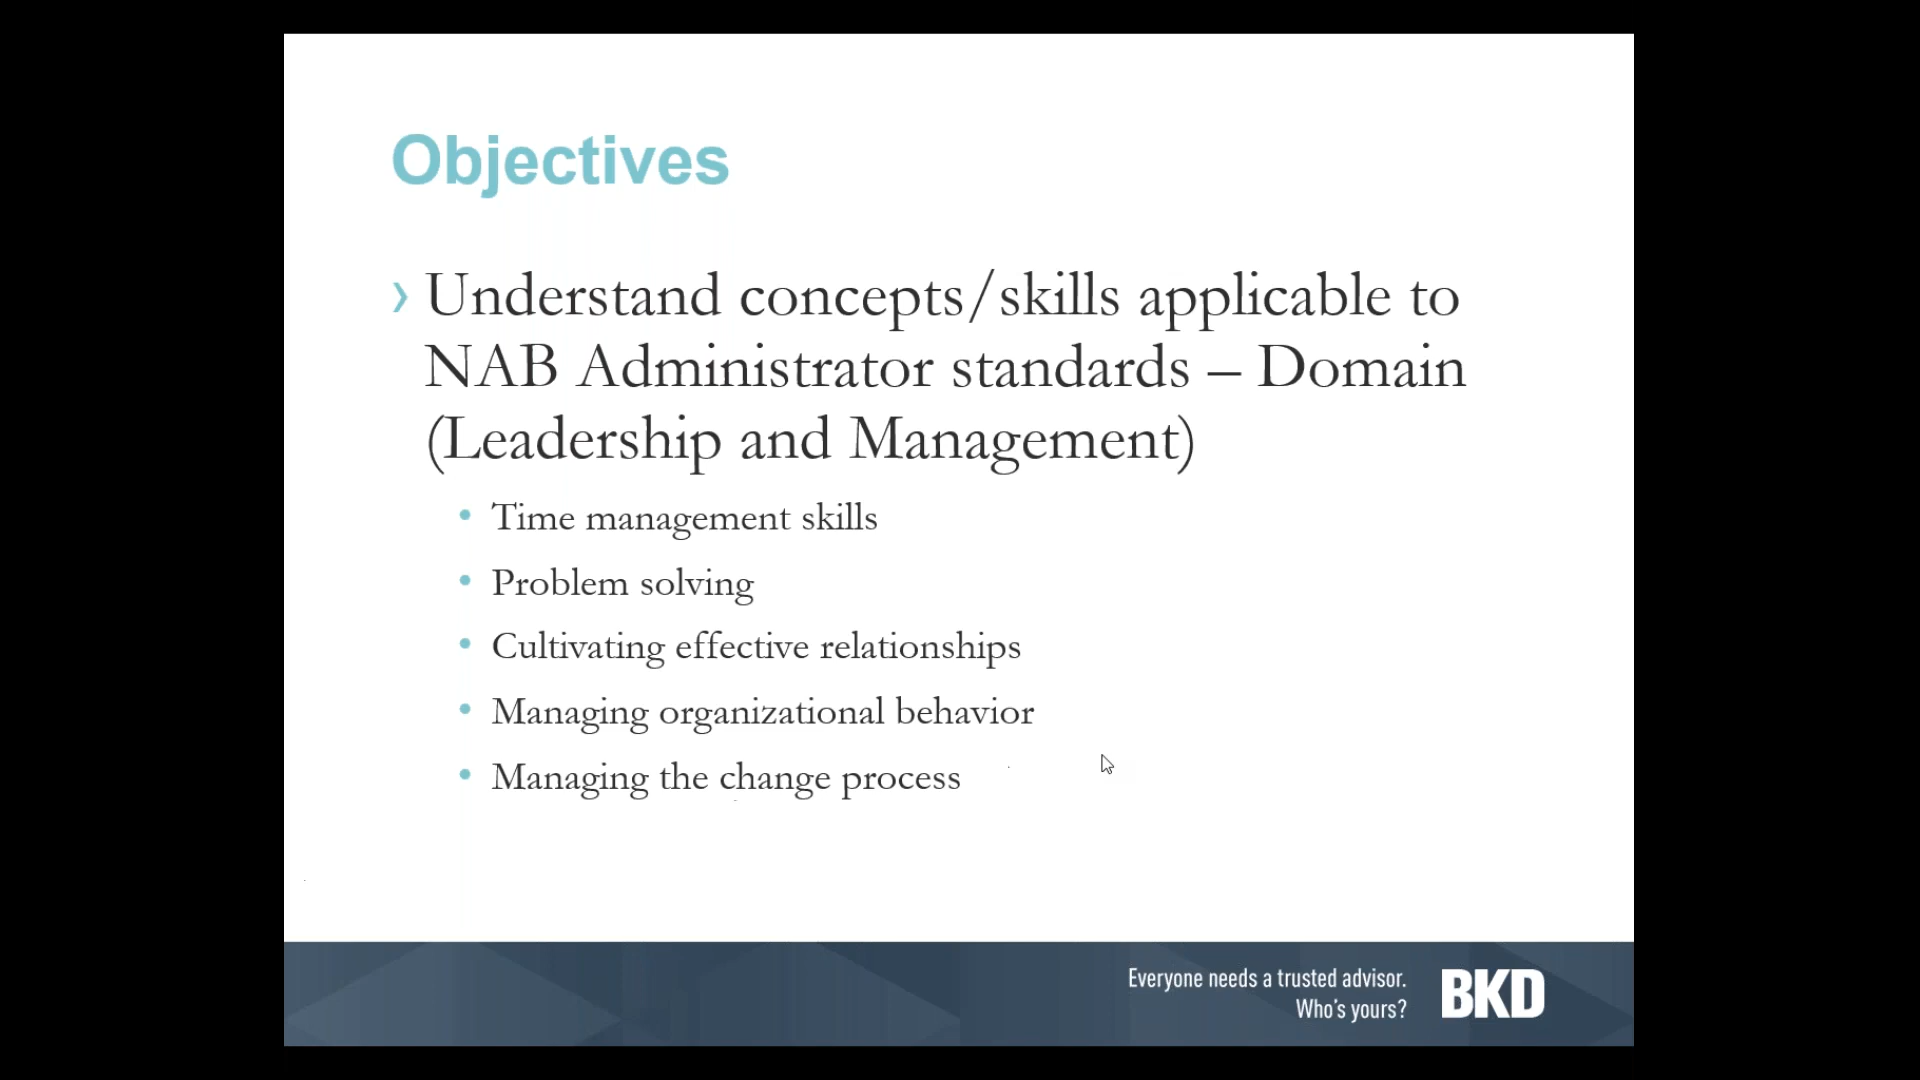 Objectives
› Understand concepts/skills applicable to
NAB Administrator standards – Domain
(Leadership and Management)
• Time management skills
• Problem solving
• Cultivating effective relationships
• Managing organizational behavior
• Managing the change process
Everyone needs a trusted advisor.
Who's yours?
BKD